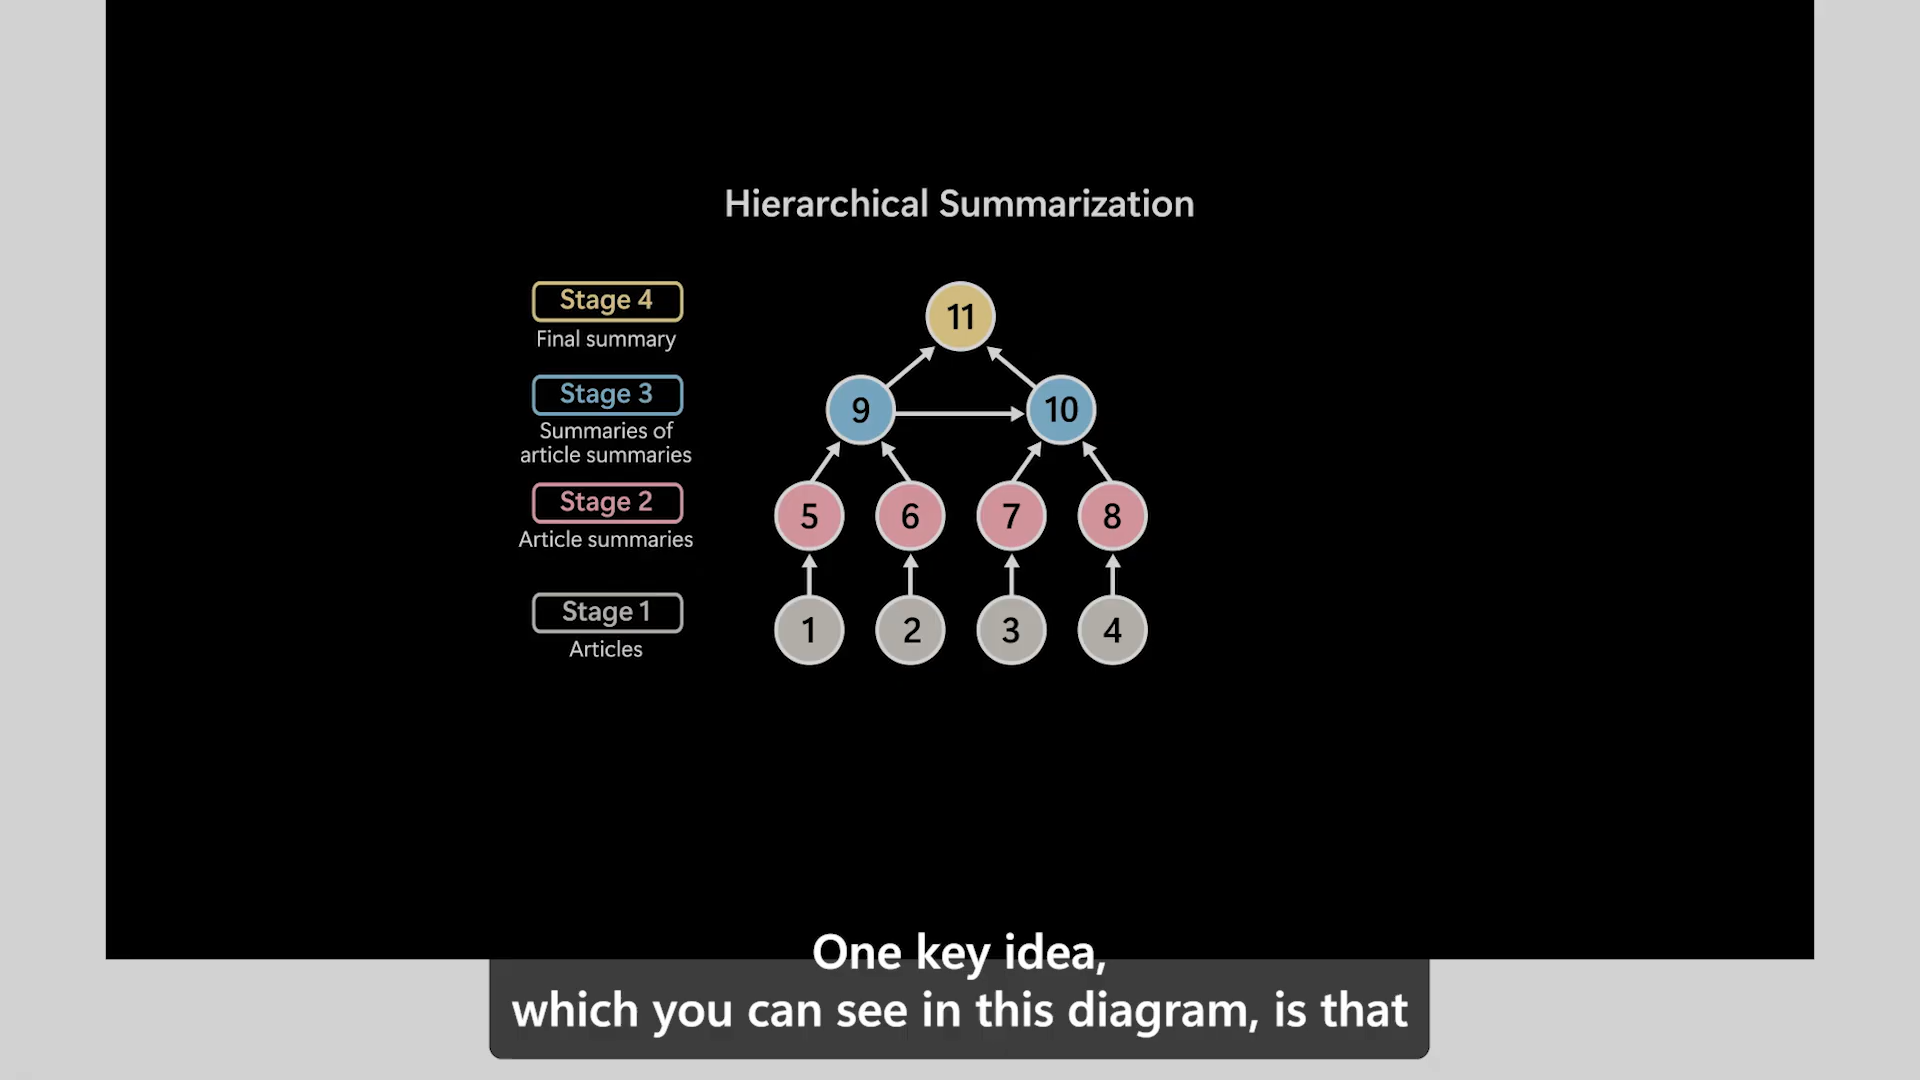 Hierarchical Summarization
Stage 4
Final summary
11
Stage 3
Summaries of
article summaries
9
10
Stage 2
Article summaries
5
6
7
8
Stage 1
Articles
1
2
3
4
One key idea,
which you can see in this diagram, is that